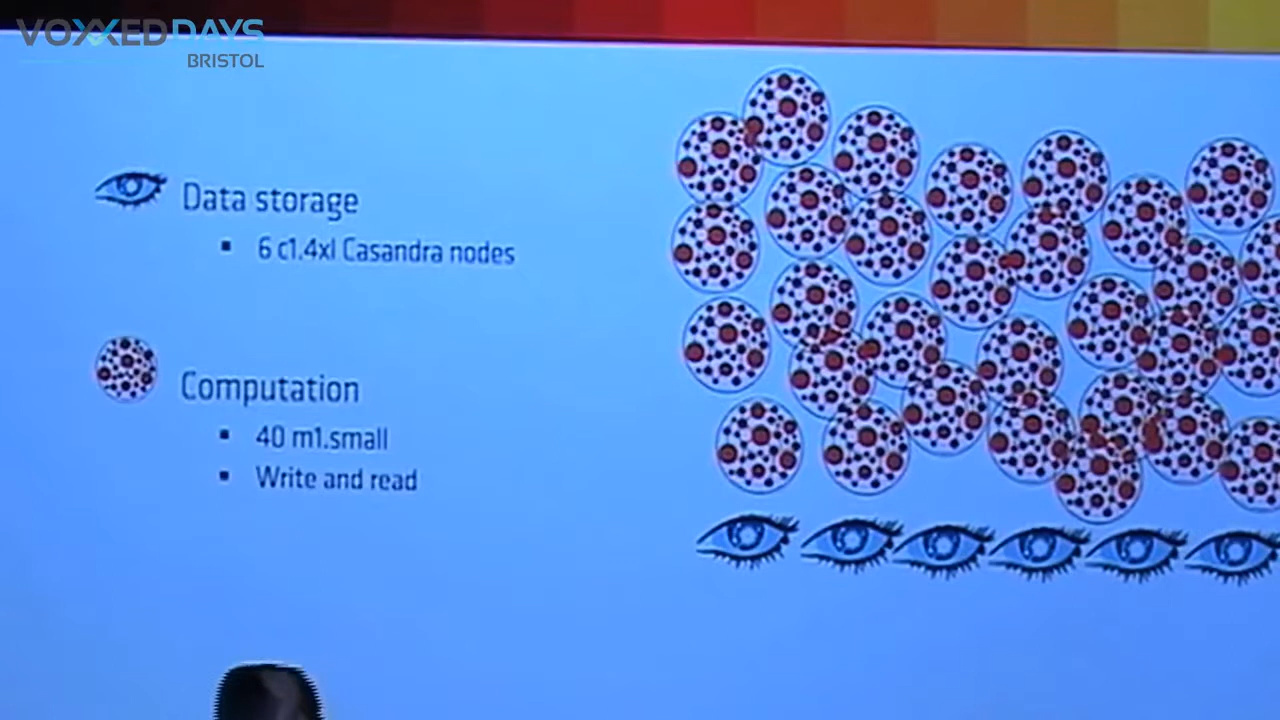 VOXXED DAYS
BRISTOL
Data storage
▪ 6 c1.4xl Casandra nodes
Computation
▪ 40 m1.small
▪ Write and read